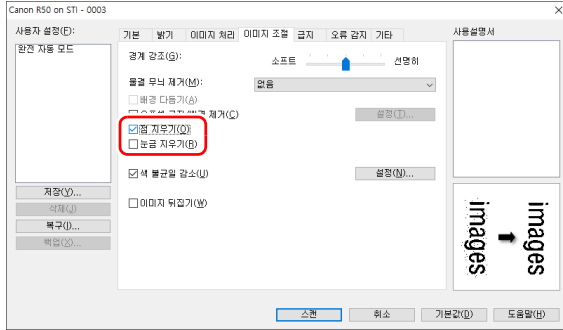 Canon R50 on STI - 0003
사용자 설정(F):
완전 자동 모드
저장(Y)...
삭제(J)
복구(I)...
백업(X)...
기본 밝기 이미지 처리 이미지 조절 급지 오류 감지 기타
경계 강조(G):
소프트 선명히
물결 무늬 제거(M):
없음
배경 다듬기(A)
제거(C)
설정(T)...
점 지우기(O)
눈금 지우기(R)
색 불균일 감소(U)
설정(N)...
이미지 뒤집기(W)
사용설명서
images
images
스캔 취소 기본값(D) 도움말(H)